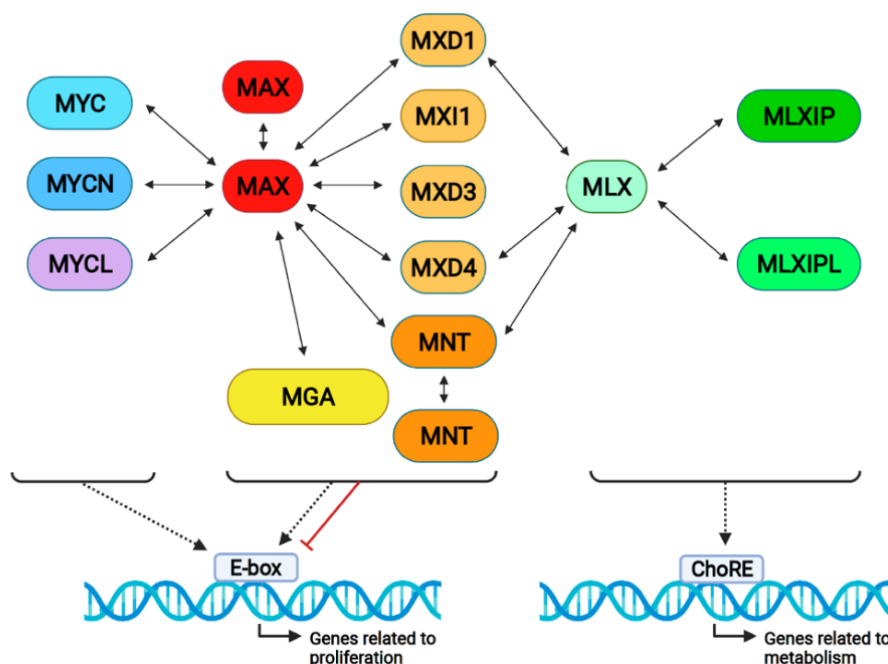 MXD1
MAX
MYC
MXI1
MLXIP
MYCN
MAX
MXD3
MLX
MYCL
MXD4
MLXIPL
MNT
MGA
MNT
E-box
ChoRE
Genes related to
proliferation
Genes related to
metabolism